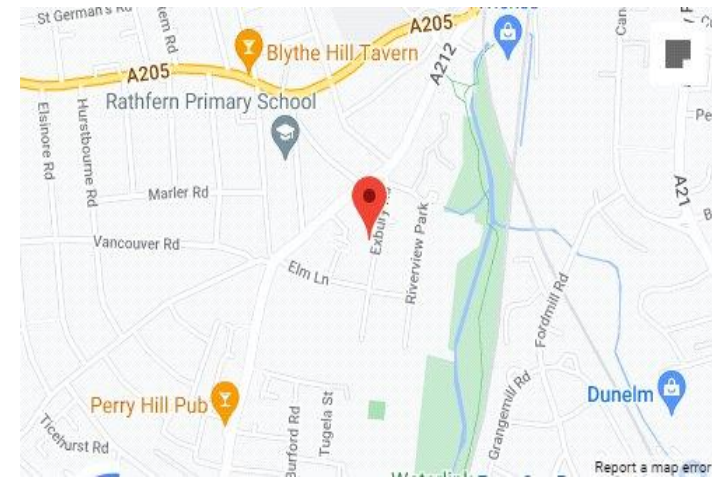 St German's Rd
A205
A205
A212
Blythe Hill Tavern
Rathfern Primary School
Elsinore Rd
Hurstbourne Rd
Marler Rd
Vancouver Rd
Elm Ln
Exbury Rd
Riverview Park
A21
Fordmill Rd
Perry Hill Pub
Dunelm
Ticehurst Rd
Burford Rd
Tugela St
Grangemill Rd
Report a map error